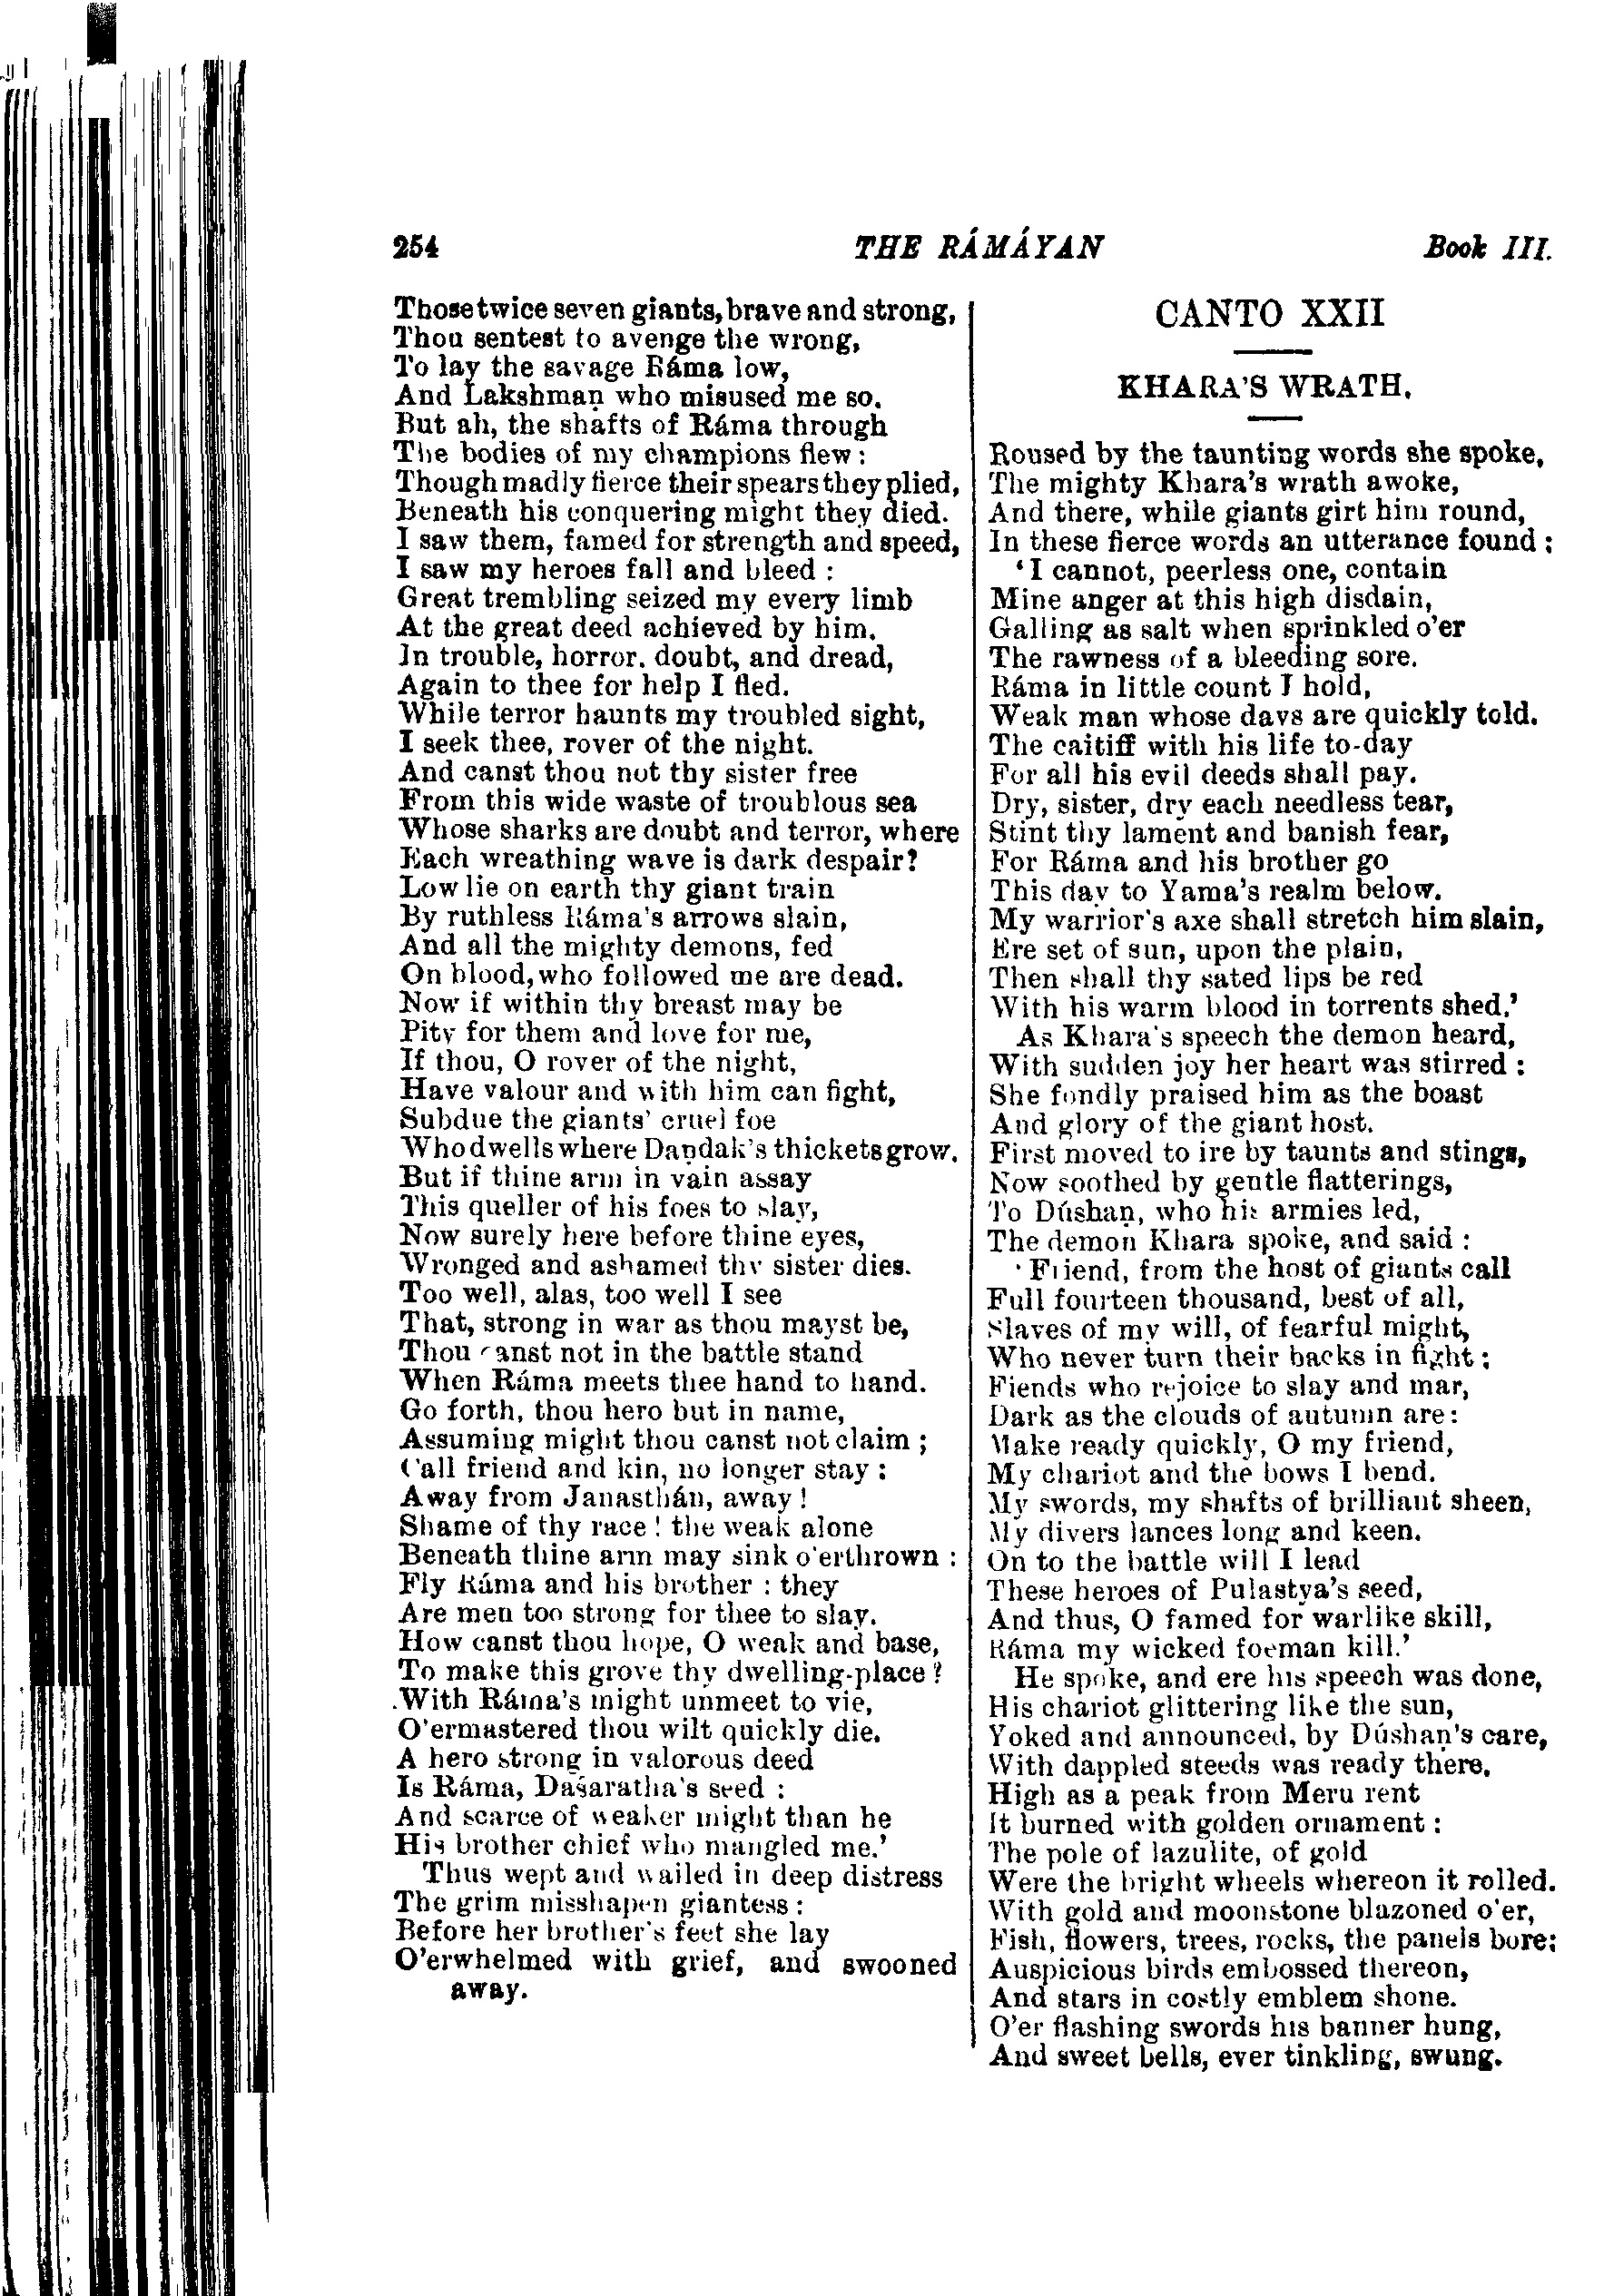 254 THE RÁMÁYAN Book III.
Those twice seven giants, brave and strong,
Thou sentest to avenge the wrong,
To lay the savage Ráma low,
And Lakshmaṇ who misused me so.
But ah, the shafts of Ráma through
The bodies of my champions flew :
Though madly fierce their spears they plied,
Beneath his conquering might they died.
I saw them, famed for strength and speed,
I saw my heroes fall and bleed :
Great trembling seized my every limb
At the great deed achieved by him.
In trouble, horror, doubt, and dread,
Again to thee for help I fled.
While terror haunts my troubled sight,
I seek thee, rover of the night.
And canst thou not thy sister free
From this wide waste of troublous sea
Whose sharks are doubt and terror, where
Each wreathing wave is dark despair?
Low lie on earth thy giant train
By ruthless Ráma's arrows slain,
And all the mighty demons, fed
On blood, who followed me are dead.
Now if within thy breast may be
Pity for them and love for me,
If thou, O rover of the night,
Have valour and with him can fight,
Subdue the giants' cruel foe
Who dwells where Daṇḍak's thickets grow.
But if thine arm in vain assay
This queller of his foes to slay,
Now surely here before thine eyes,
Wronged and ashamed thy sister dies.
Too well, alas, too well I see
That, strong in war as thou mayst be,
Thou canst not in the battle stand
When Ráma meets thee hand to hand.
Go forth, thou hero but in name,
Assuming might thou canst not claim ;
Call friend and kin, no longer stay :
Away from Janasthán, away !
Shame of thy race ! the weak alone
Beneath thine arm may sink o'erthrown :
Fly Ráma and his brother : they
Are men too strong for thee to slay.
How canst thou hope, O weak and base,
To make this grove thy dwelling-place ?
With Ráma's might unmeet to vie,
O'ermastered thou wilt quickly die.
A hero strong in valorous deed
Is Ráma, Daśaratha's seed :
And scarce of weaker might than he
His brother chief who mangled me.'
Thus wept and wailed in deep distress
The grim misshapen giantess :
Before her brother's feet she lay
O'erwhelmed with grief, and swooned
away.
CANTO XXII
KHARA'S WRATH.
Roused by the taunting words she spoke,
The mighty Khara's wrath awoke,
And there, while giants girt him round,
In these fierce words an utterance found :
'I cannot, peerless one, contain
Mine anger at this high disdain,
Galling as salt when sprinkled o'er
The rawness of a bleeding sore.
Ráma in little count I hold,
Weak man whose days are quickly told.
The caitiff with his life to-day
For all his evil deeds shall pay.
Dry, sister, dry each needless tear,
Stint thy lament and banish fear,
For Ráma and his brother go
This day to Yama's realm below.
My warrior's axe shall stretch him slain,
Ere set of sun, upon the plain,
Then shall thy sated lips be red
With his warm blood in torrents shed.'
As Khara's speech the demon heard,
With sudden joy her heart was stirred :
She fondly praised him as the boast
And glory of the giant host.
First moved to ire by taunts and stings,
Now soothed by gentle flatterings,
To Dúshaṇ, who his armies led,
The demon Khara spoke, and said :
'Friend, from the host of giants call
Full fourteen thousand, best of all,
Slaves of my will, of fearful might,
Who never turn their backs in fight ;
Fiends who rejoice to slay and mar,
Dark as the clouds of autumn are :
Make ready quickly, O my friend,
My chariot and the bows I bend.
My swords, my shafts of brilliant sheen,
My divers lances long and keen.
On to the battle will I lead
These heroes of Pulastya's seed,
And thus, O famed for warlike skill,
Ráma my wicked foeman kill.'
He spoke, and ere his speech was done,
His chariot glittering like the sun,
Yoked and announced, by Dúshaṇ's care,
With dappled steeds was ready there.
High as a peak from Meru rent
It burned with golden ornament :
The pole of lazulite, of gold
Were the bright wheels whereon it rolled.
With gold and moonstone blazoned o'er,
Fish, flowers, trees, rocks, the panels bore;
Auspicious birds embossed thereon,
And stars in costly emblem shone.
O'er flashing swords his banner hung,
And sweet bells, ever tinkling, swung.